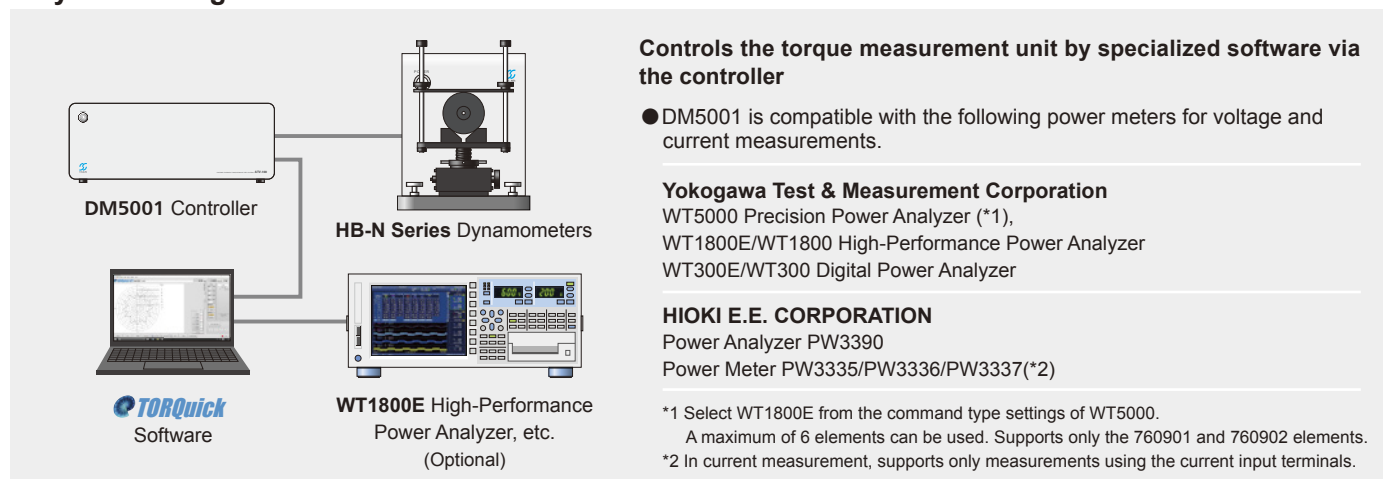 Controls the torque measurement unit by specialized software via
the controller
●DM5001 is compatible with the following power meters for voltage and
current measurements.
Yokogawa Test & Measurement Corporation
WT5000 Precision Power Analyzer (*1),
WT1800E/WT1800 High-Performance Power Analyzer
WT300E/WT300 Digital Power Analyzer
HIOKI E.E. CORPORATION
Power Analyzer PW3390
Power Meter PW3335/PW3336/PW3337(*2)
*1 Select WT1800E from the command type settings of WT5000.
A maximum of 6 elements can be used. Supports only the 760901 and 760902 elements.
*2 In current measurement, supports only measurements using the current input terminals.
DM5001 Controller
HB-N Series Dynamometers
TORQuick
Software
WT1800E High-Performance
Power Analyzer, etc.
(Optional)